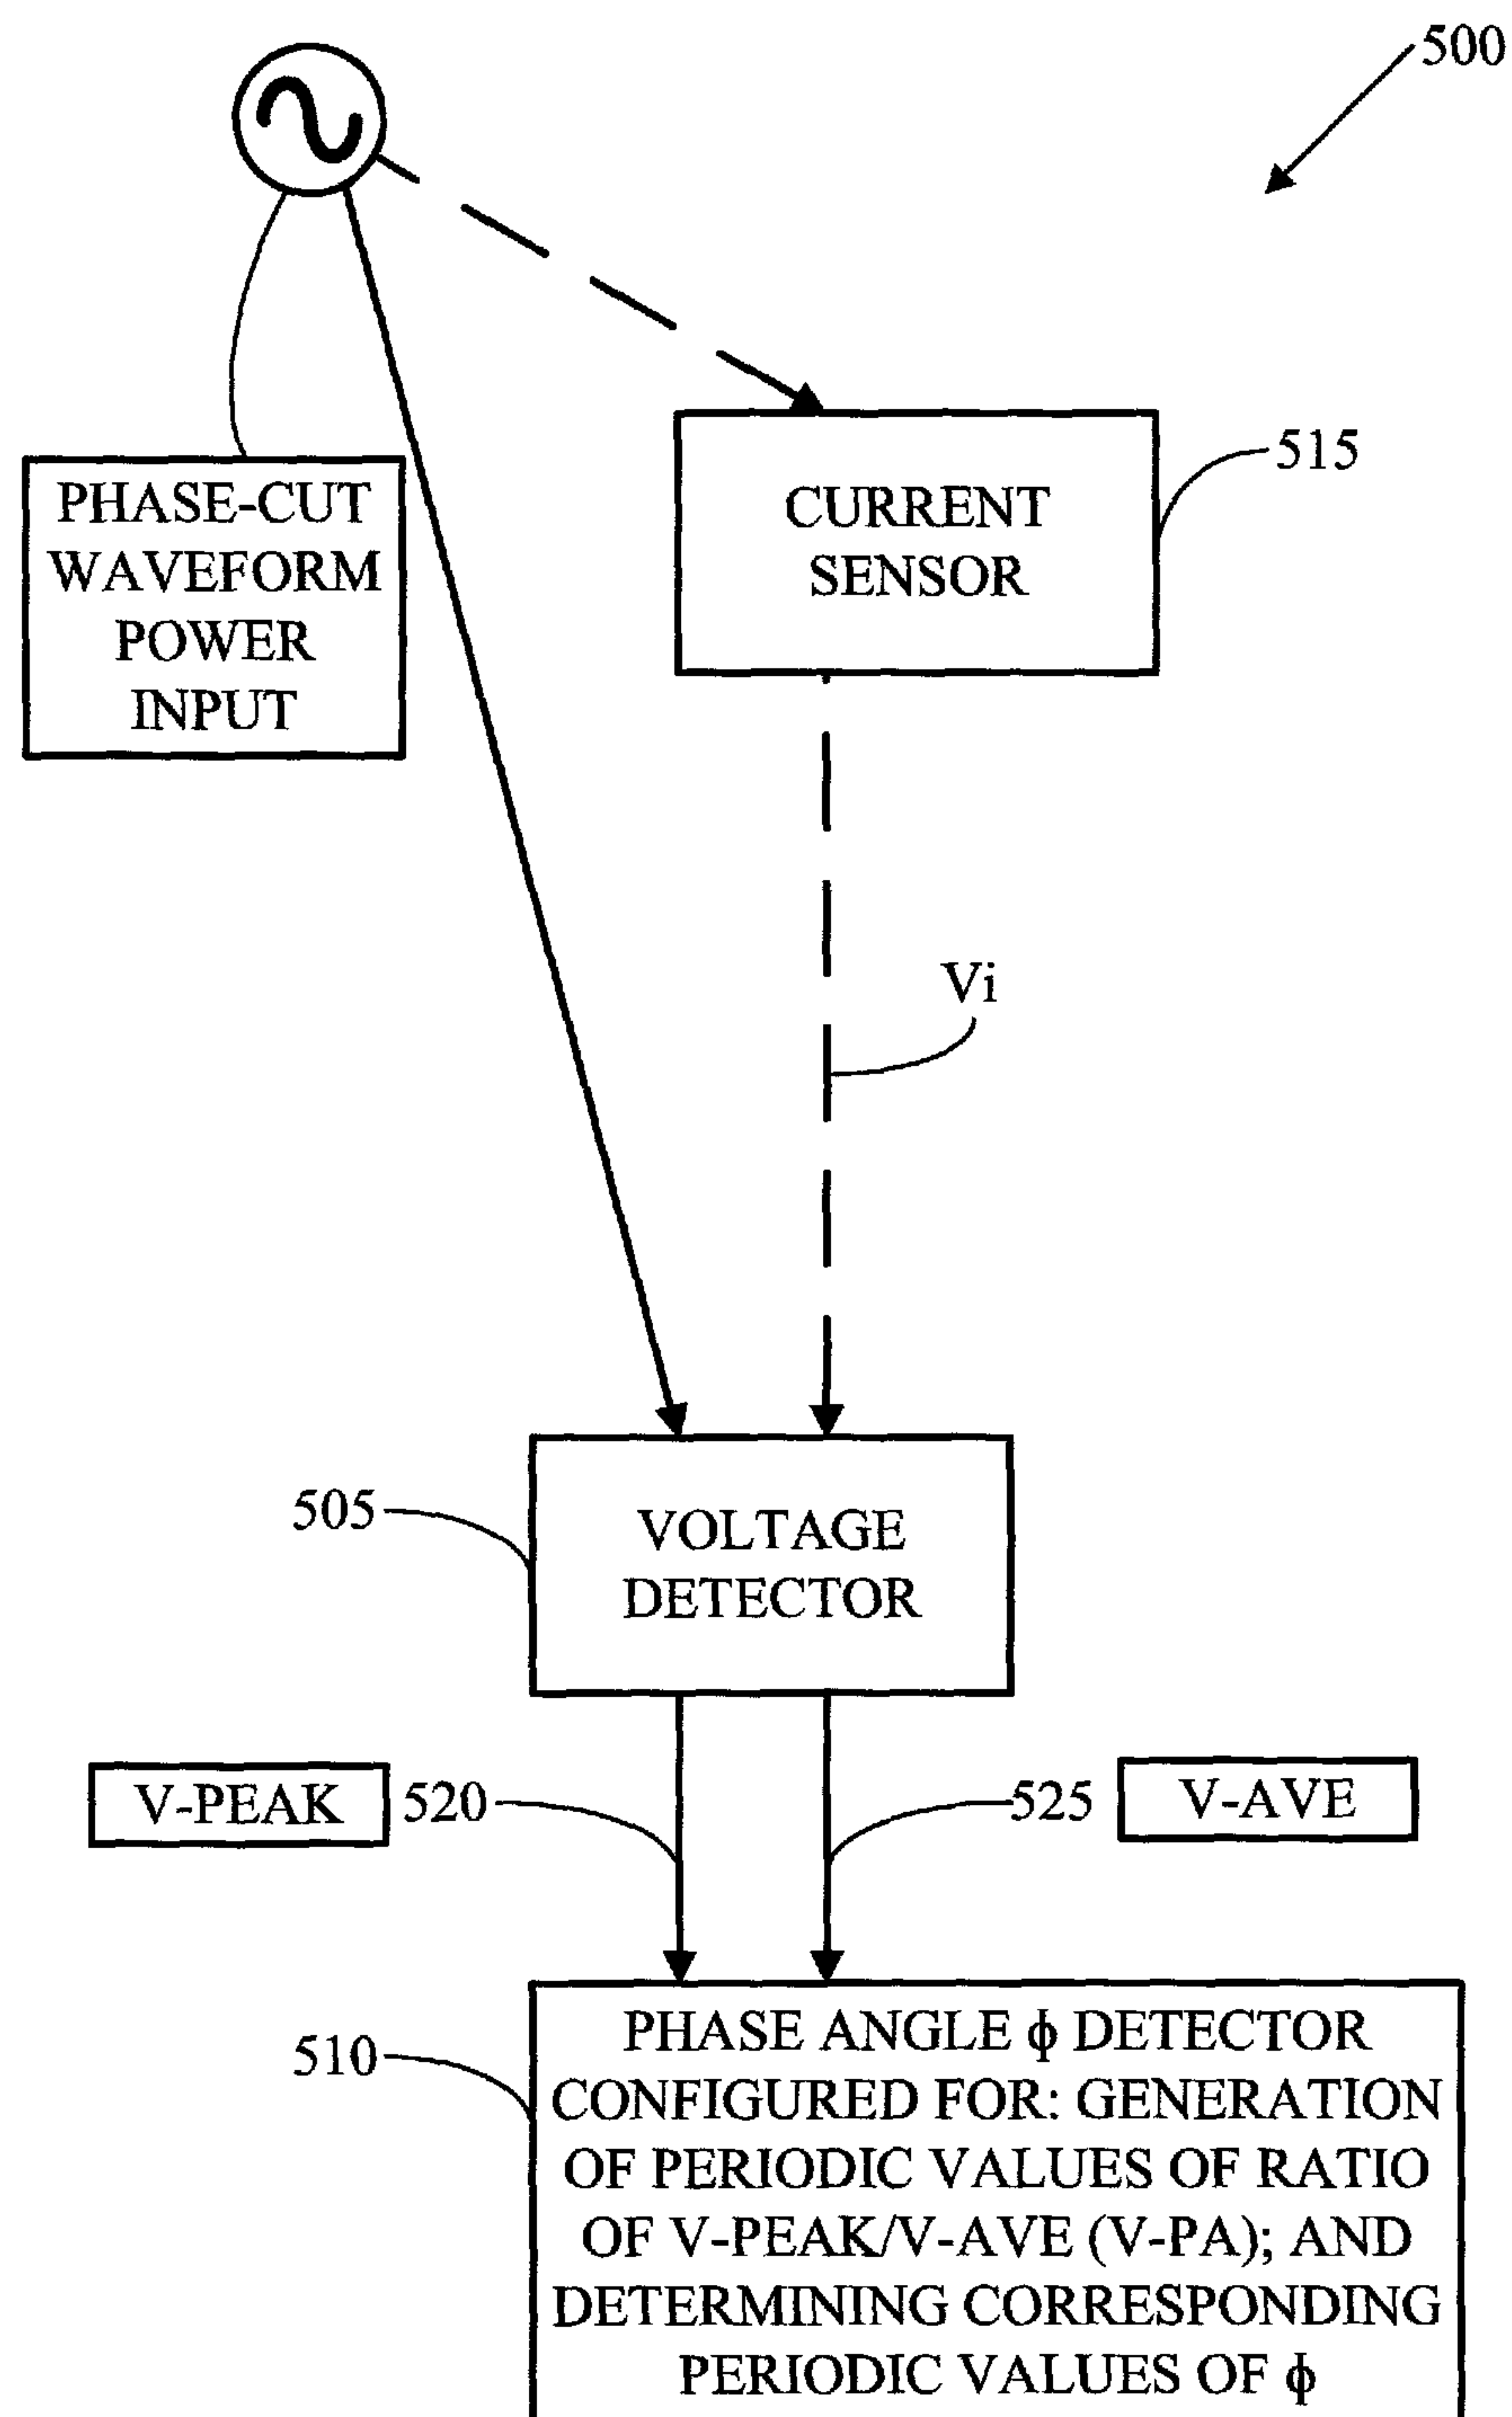 500
515
CURRENT
SENSOR
PHASE-CUT
WAVEFORM
POWER
INPUT
Vi
505
VOLTAGE
DETECTOR
V-PEAK 520
525 V-AVE
510
PHASE ANGLE ϕ DETECTOR
CONFIGURED FOR: GENERATION
OF PERIODIC VALUES OF RATIO
OF V-PEAK/V-AVE (V-PA); AND
DETERMINING CORRESPONDING
PERIODIC VALUES OF ϕ